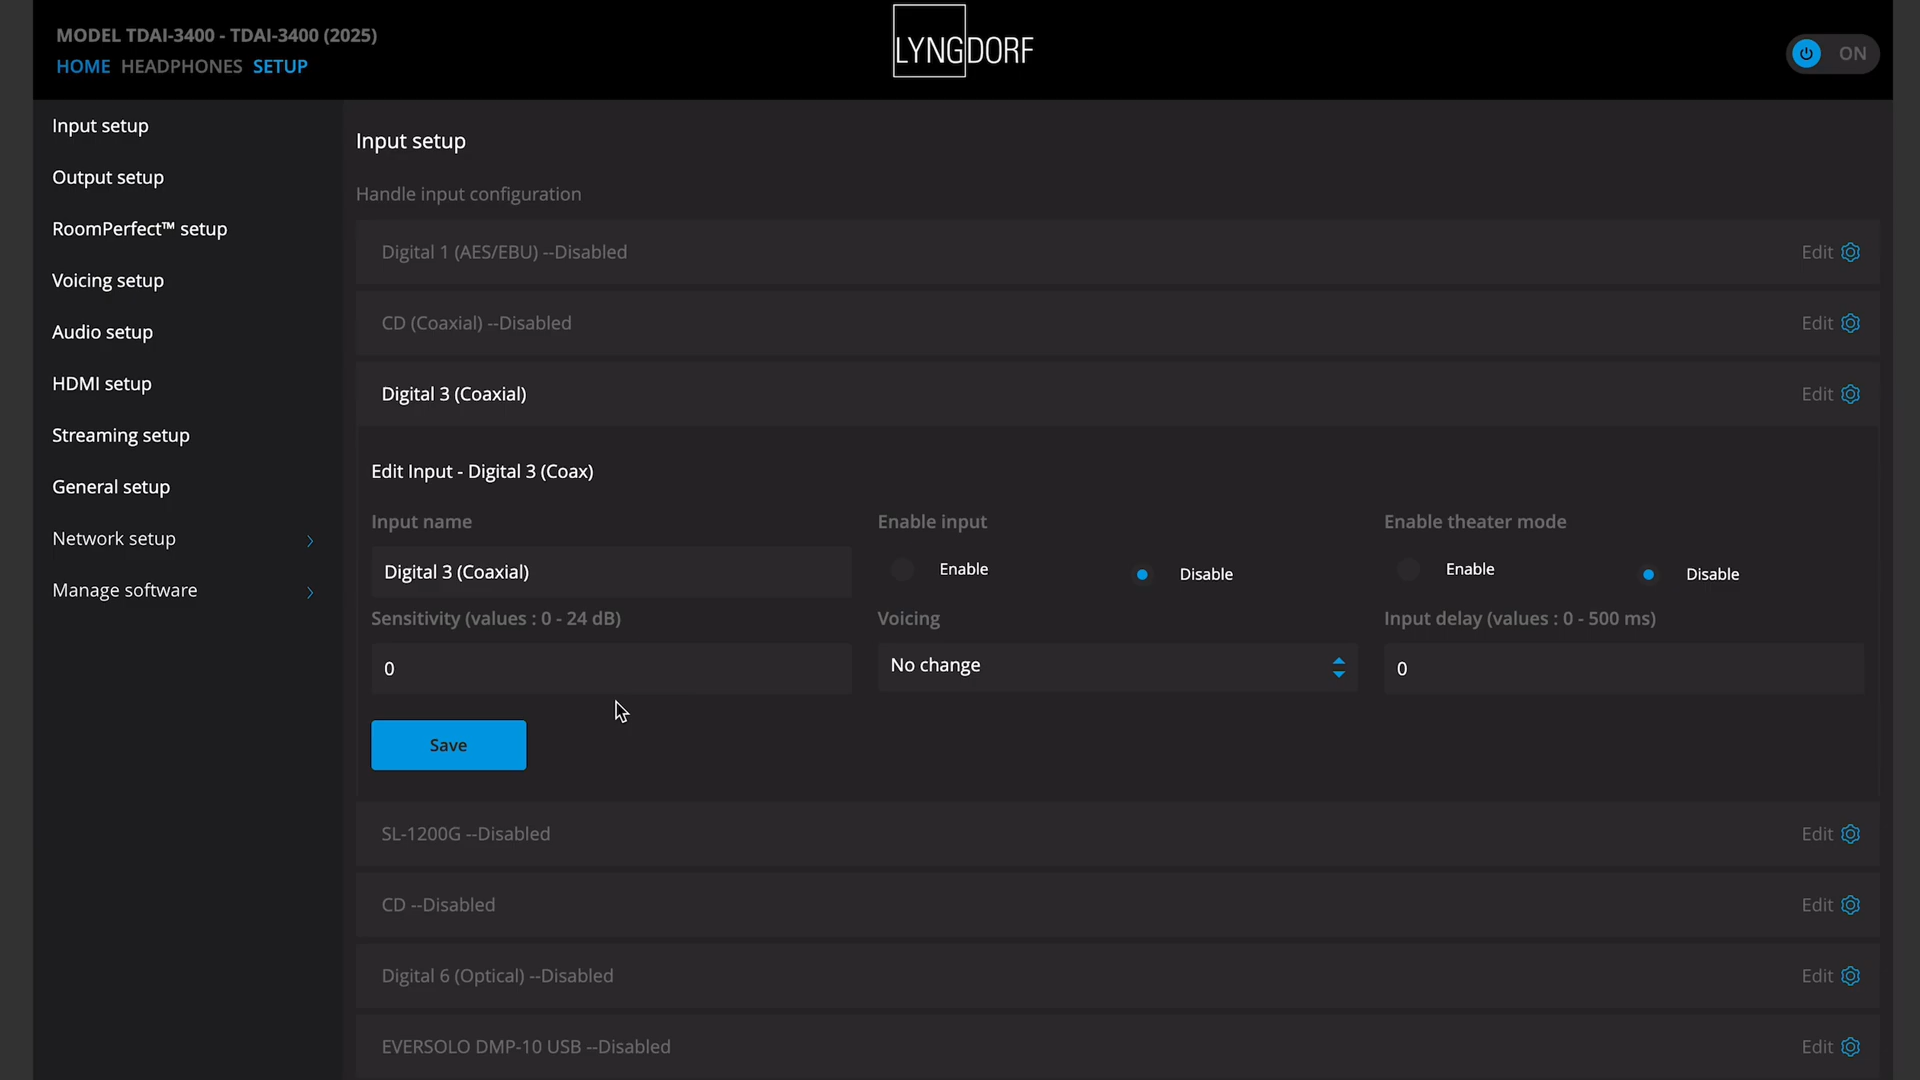 MODEL TDAI-3400 - TDAI-3400 (2025)
HOME HEADPHONES SETUP
LYNGDORF
ON
Input setup
Output setup
RoomPerfect™ setup
Voicing setup
Audio setup
HDMI setup
Streaming setup
General setup
Network setup
Manage software
Input setup
Handle input configuration
Digital 1 (AES/EBU) --Disabled Edit
CD (Coaxial) --Disabled Edit
Digital 3 (Coaxial) Edit
Edit Input - Digital 3 (Coax)
Input name Enable input Enable theater mode
Digital 3 (Coaxial) Enable Disable Enable Disable
Sensitivity (values : 0 - 24 dB) Voicing Input delay (values : 0 - 500 ms)
0 No change 0
Save
SL-1200G --Disabled Edit
CD --Disabled Edit
Digital 6 (Optical) --Disabled Edit
EVERSOLO DMP-10 USB --Disabled Edit